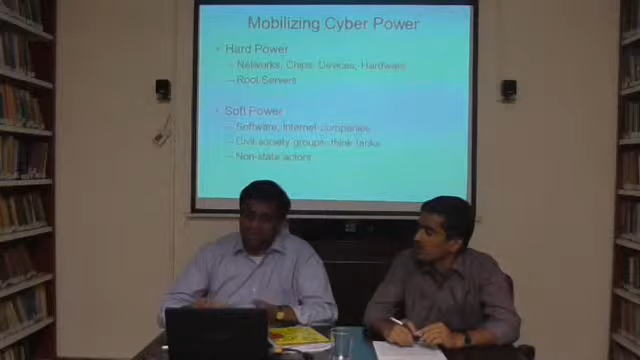 Mobilizing Cyber Power
• Hard Power
– Networks, Chips, Devices, Hardware
– Root Servers
• Soft Power
– Software, Internet companies
– Civil society groups, think tanks
– Non-state actors